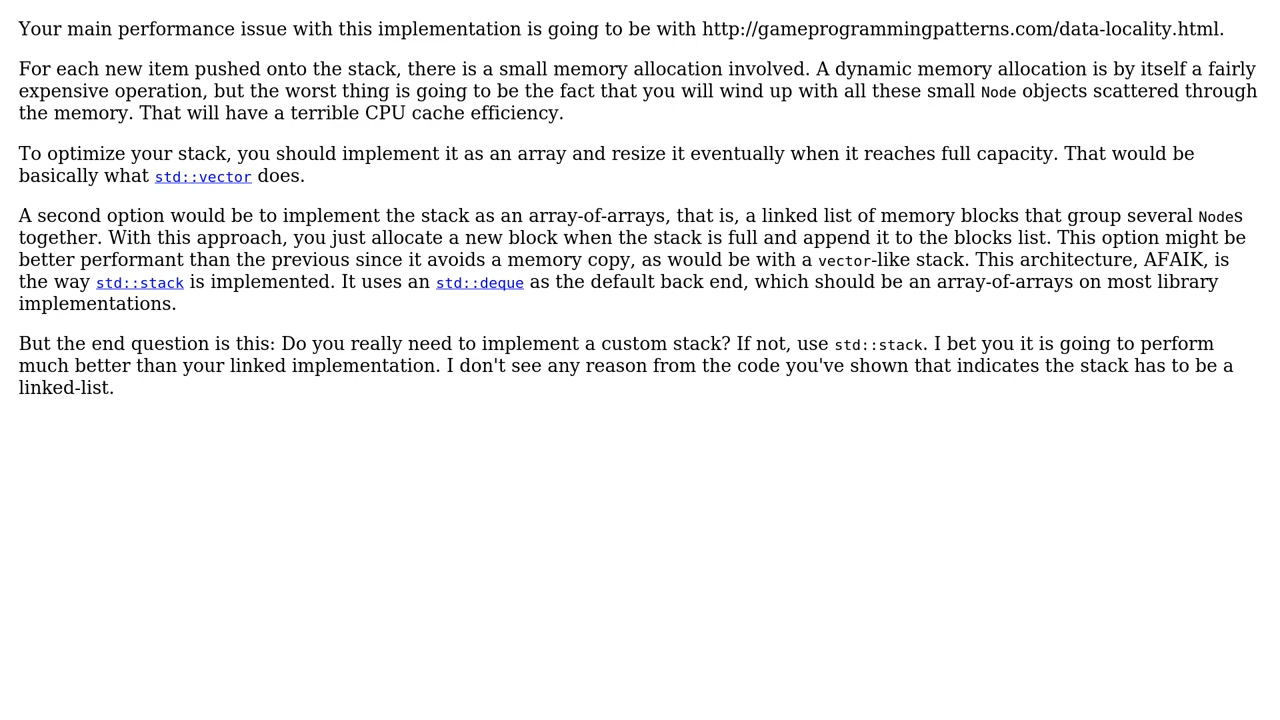 Your main performance issue with this implementation is going to be with http://gameprogrammingpatterns.com/data-locality.html.
For each new item pushed onto the stack, there is a small memory allocation involved. A dynamic memory allocation is by itself a fairly
expensive operation, but the worst thing is going to be the fact that you will wind up with all these small Node objects scattered through
the memory. That will have a terrible CPU cache efficiency.
To optimize your stack, you should implement it as an array and resize it eventually when it reaches full capacity. That would be
basically what std::vector does.
A second option would be to implement the stack as an array-of-arrays, that is, a linked list of memory blocks that group several Nodes
together. With this approach, you just allocate a new block when the stack is full and append it to the blocks list. This option might be
better performant than the previous since it avoids a memory copy, as would be with a vector-like stack. This architecture, AFAIK, is
the way std::stack is implemented. It uses an std::deque as the default back end, which should be an array-of-arrays on most library
implementations.
But the end question is this: Do you really need to implement a custom stack? If not, use std::stack. I bet you it is going to perform
much better than your linked implementation. I don't see any reason from the code you've shown that indicates the stack has to be a
linked-list.